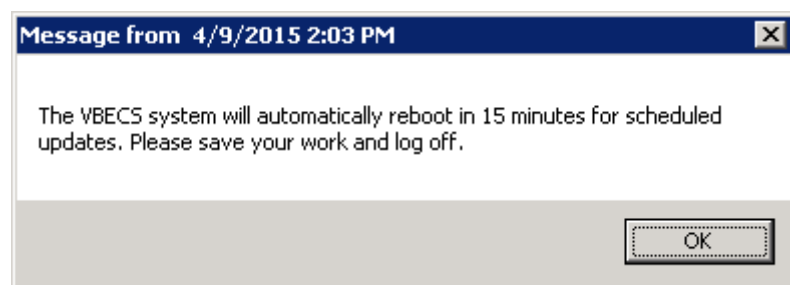 Message from 4/9/2015 2:03 PM
The VBECS system will automatically reboot in 15 minutes for scheduled
updates. Please save your work and log off.
OK